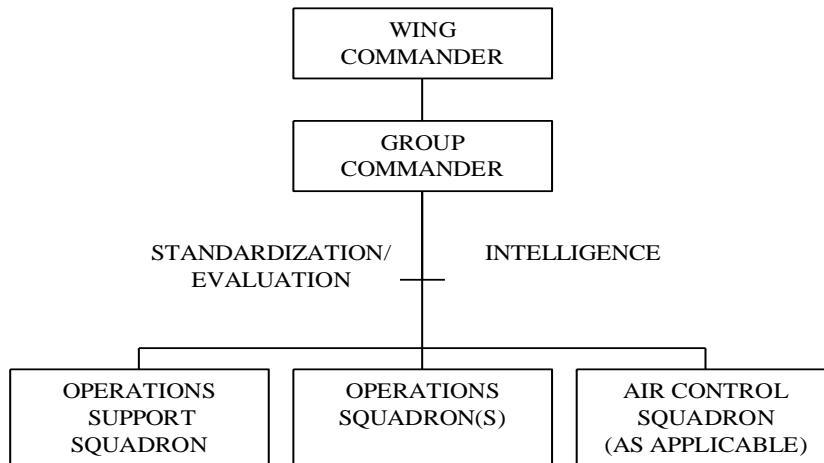 WING
COMMANDER
GROUP
COMMANDER
STANDARDIZATION/
EVALUATION
INTELLIGENCE
OPERATIONS
SUPPORT
SQUADRON
OPERATIONS
SQUADRON(S)
AIR CONTROL
SQUADRON
(AS APPLICABLE)